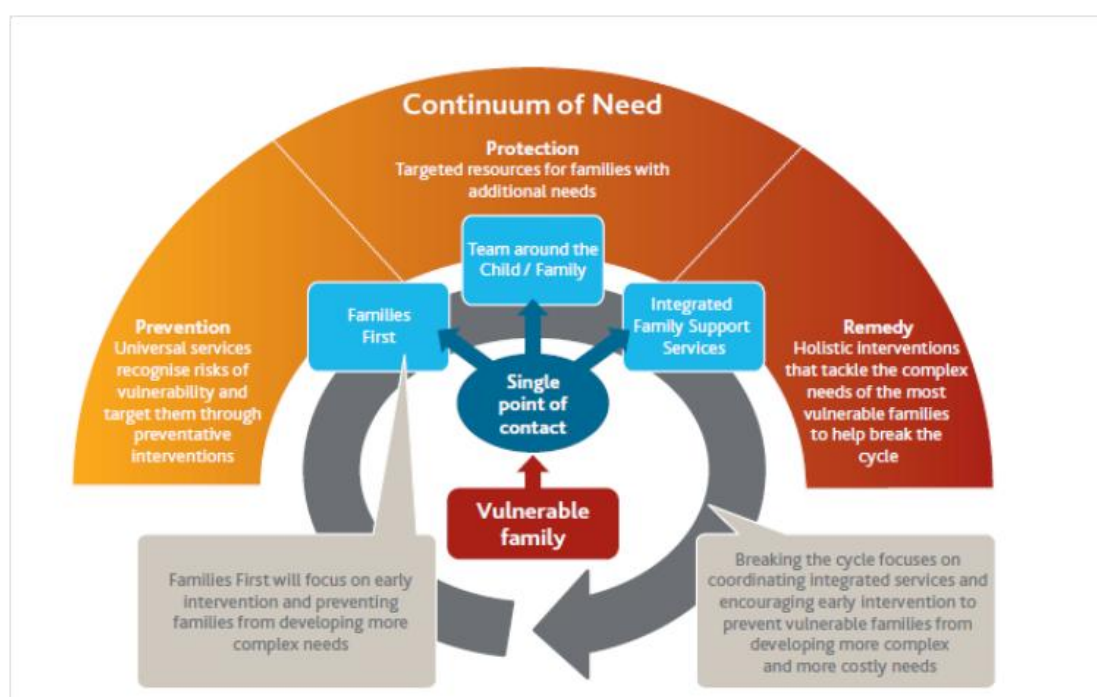 Continuum of Need
Protection
Targeted resources for families with
additional needs
Team around the
Child / Family
Families
First
Integrated
Family Support
Services
Prevention
Universal services
recognise risks of
vulnerability and
target them through
preventative
interventions
Remedy
Holistic interventions
that tackle the complex
needs of the most
vulnerable families
to help break the
cycle
Single
point of
contact
Vulnerable
family
Families First will focus on early
intervention and preventing
families from developing more
complex needs
Breaking the cycle focuses on
coordinating integrated services and
encouraging early intervention to
prevent vulnerable families from
developing more complex
and more costly needs